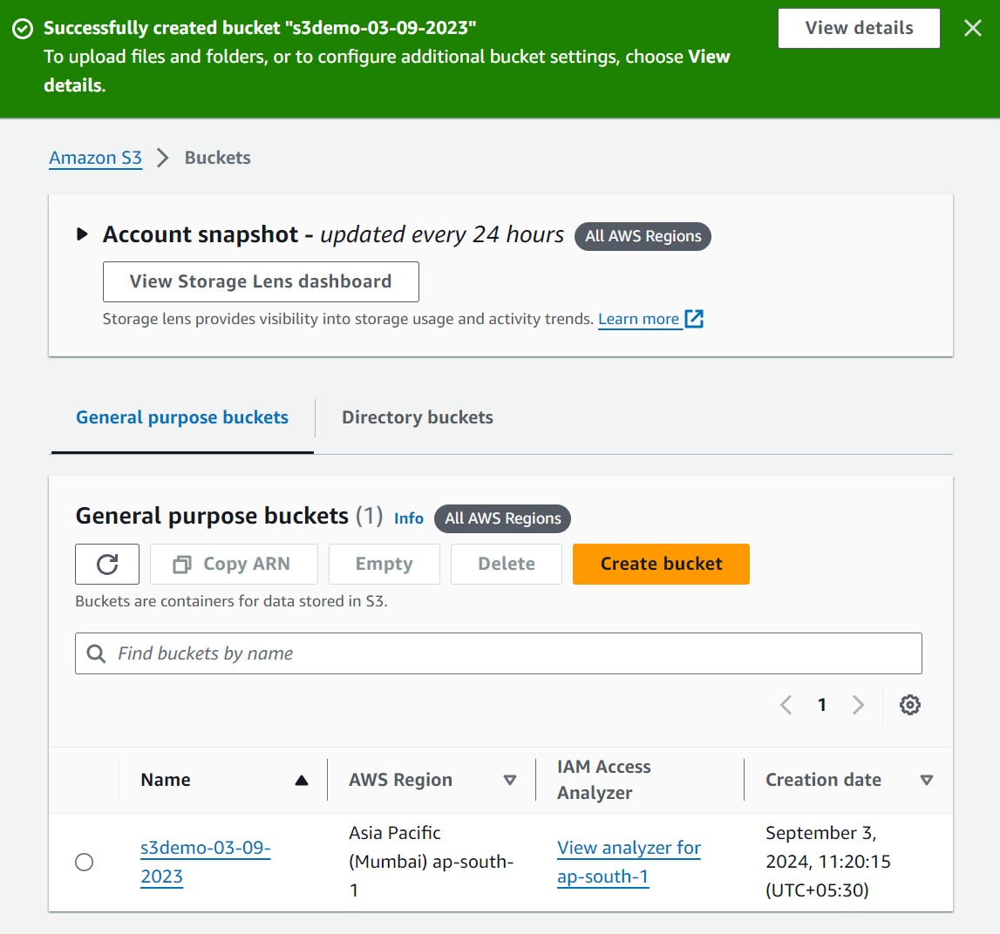 Successfully created bucket "s3demo-03-09-2023"
To upload files and folders, or to configure additional bucket settings, choose View
details.
View details
Amazon S3 Buckets
Account snapshot - updated every 24 hours All AWS Regions
View Storage Lens dashboard
Storage lens provides visibility into storage usage and activity trends. Learn more
General purpose buckets Directory buckets
General purpose buckets (1) Info All AWS Regions
Copy ARN Empty Delete Create bucket
Buckets are containers for data stored in S3.
Find buckets by name
1
Name
AWS Region
IAM Access
Analyzer
Creation date
s3demo-03-09-
2023
Asia Pacific
(Mumbai) ap-south-
1
View analyzer for
ap-south-1
September 3,
2024, 11:20:15
(UTC+05:30)